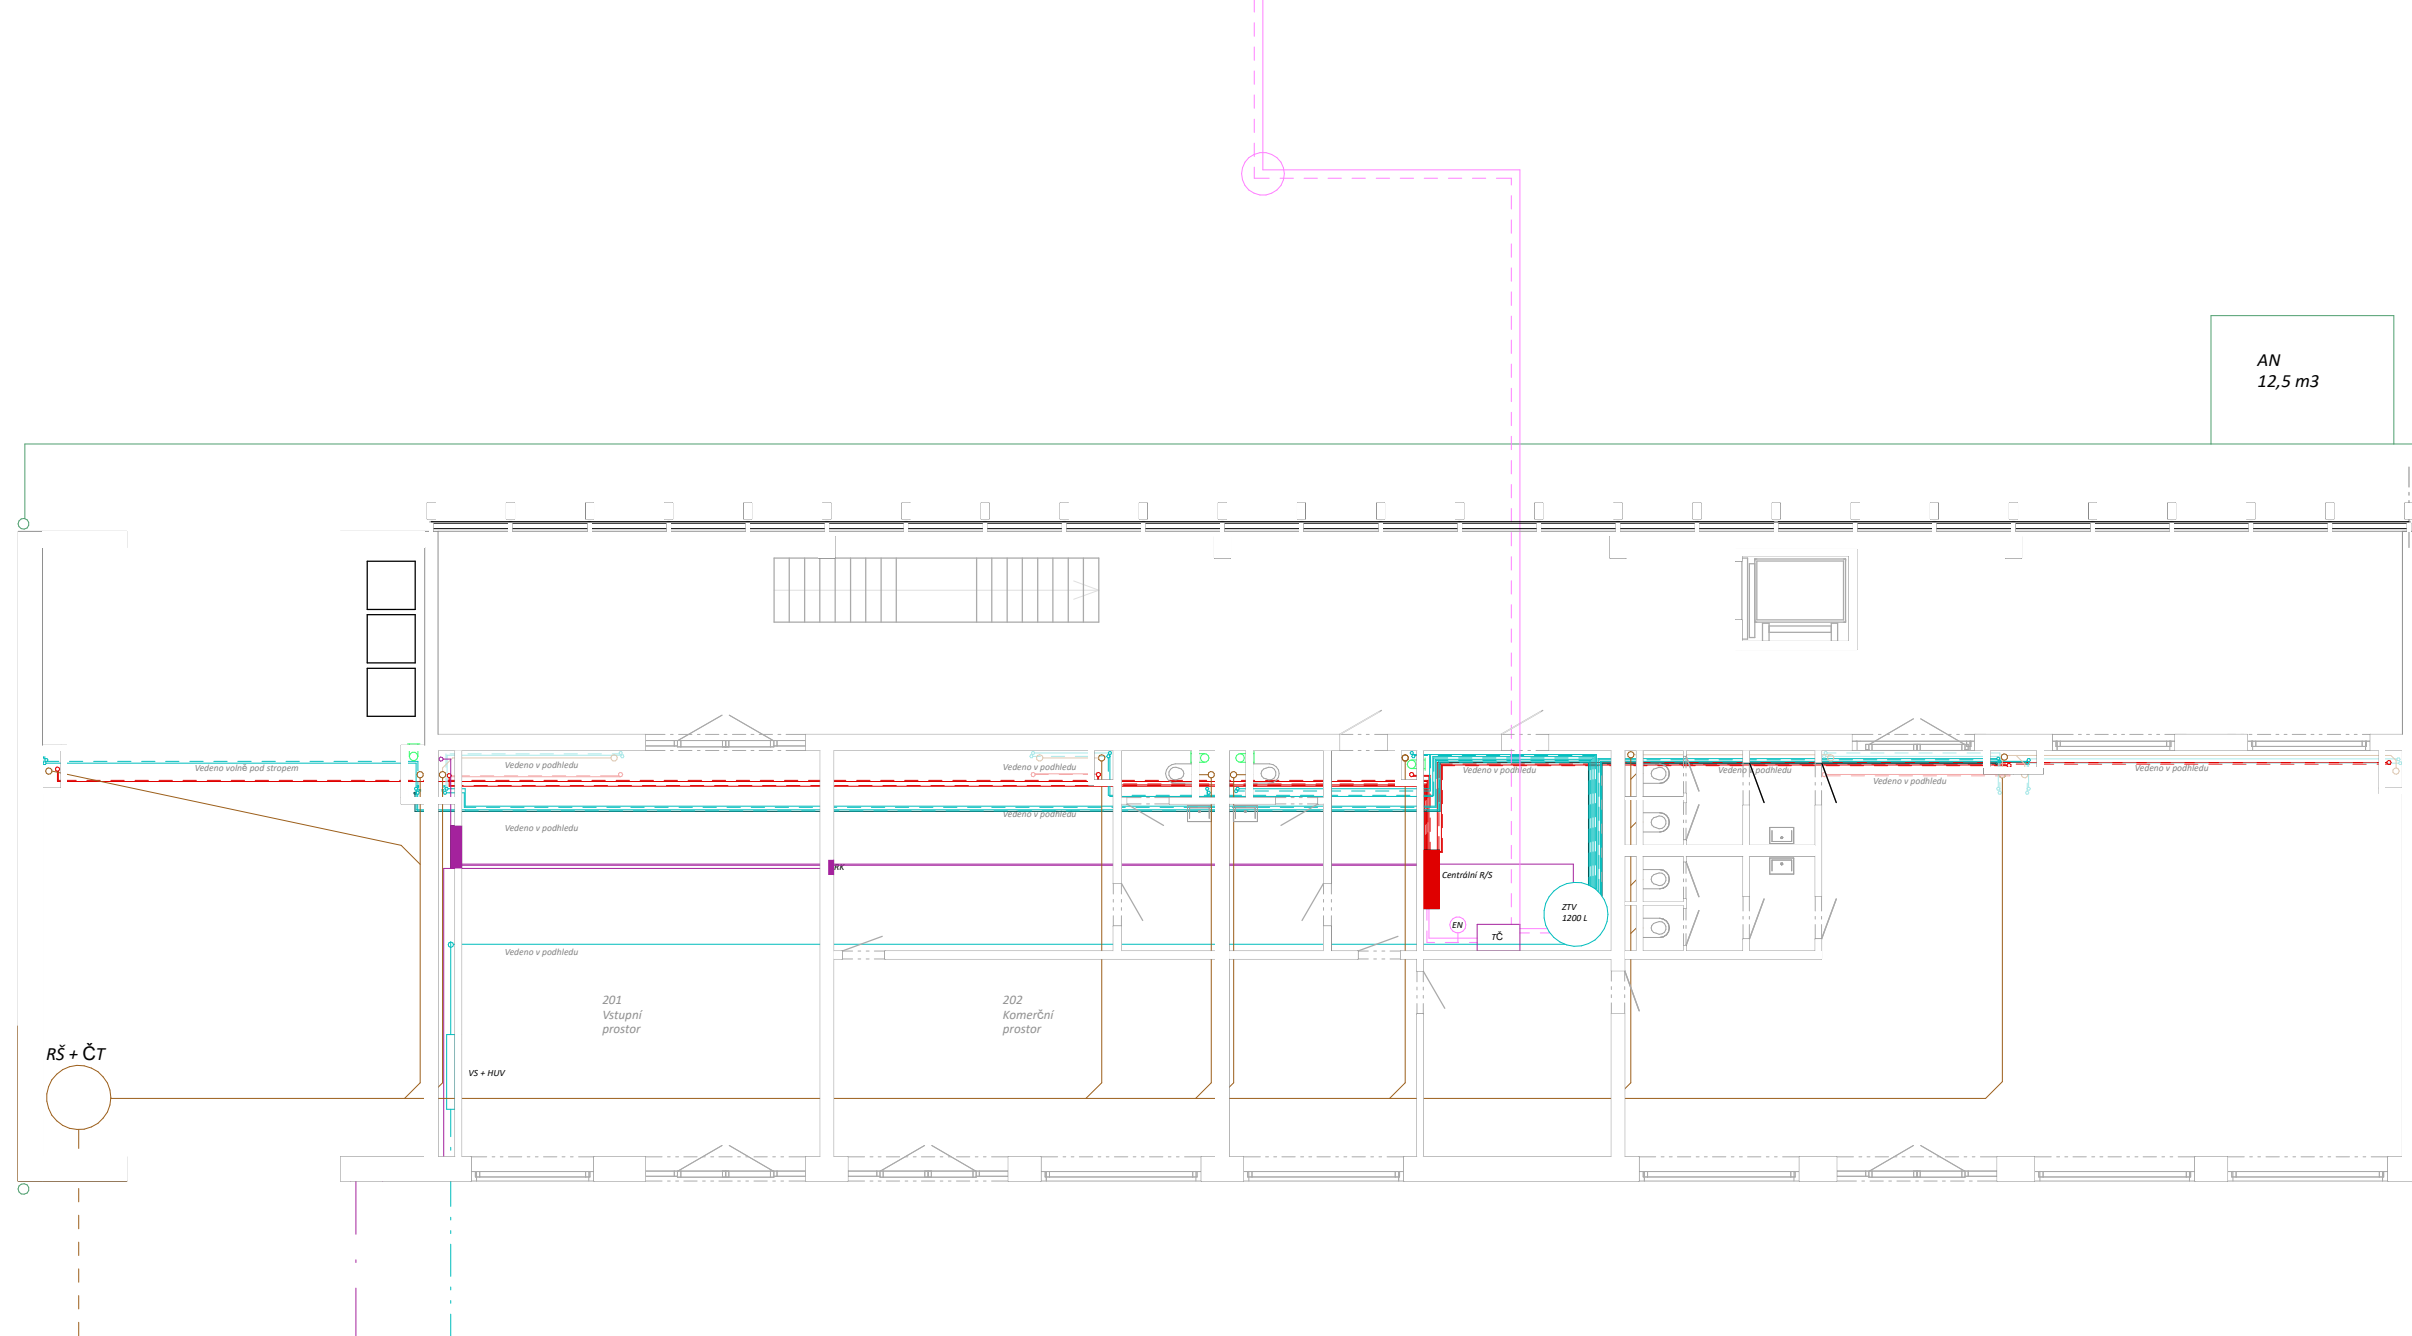 AN
12,5 m3
Vedeno volně pod stropem
Vedeno v podhledu
Vedeno v podhledu
Vedeno v podhledu
Vedeno v podhledu
Vedeno v podhledu
Vedeno v podhledu
Vedeno v podhledu
Vedeno v podhledu
Vedeno v podhledu
RK
Centrální R/S
ZTV
1200 L
EN
TČ
Vedeno v podhledu
201
Vstupní
prostor
202
Komerční
prostor
RŠ + ČT
VS + HUV